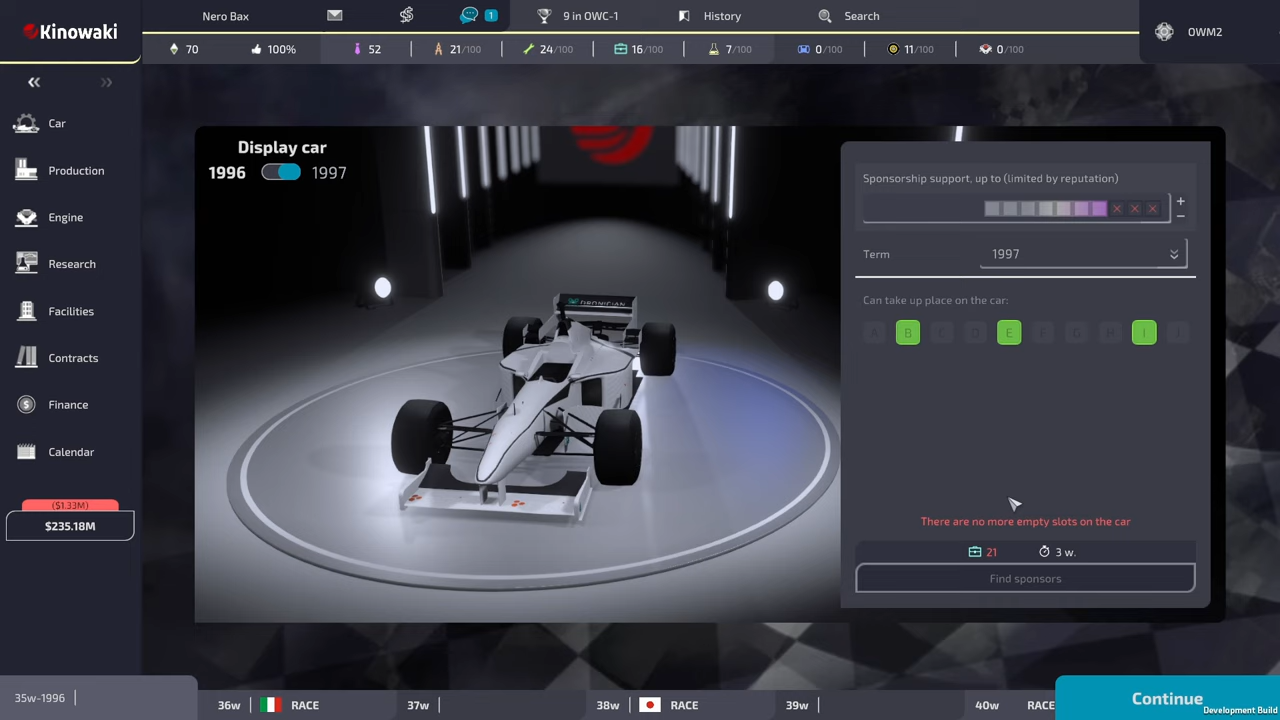 Kinowaki
Nero Bax
1
9 in OWC-1
History
Search
OWM2
70
100%
52
21/100
24/100
16/100
7/100
0/100
11/100
0/100
Car
Production
Engine
Research
Facilities
Contracts
Finance
Calendar
($1.33M)
$235.18M
Display car
1996
1997
Sponsorship support, up to (limited by reputation)
+
−
Term
1997
Can take up place on the car:
A
B
C
D
E
F
G
H
I
J
There are no more empty slots on the car
21
3 w.
Find sponsors
35w-1996
36w
RACE
37w
38w
RACE
39w
40w
RACE
Continue
Development Build